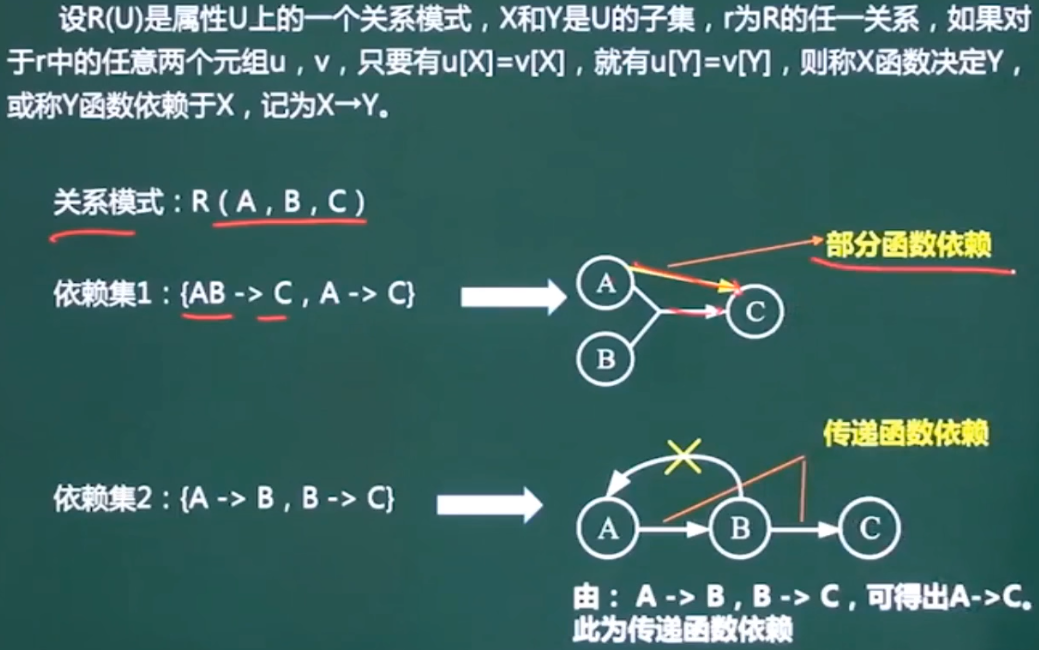 设R(U)是属性U上的一个关系模式，X和Y是U的子集，r为R的任一关系，如果对
于r中的任意两个元组u，v，只要有u[X]=v[X]，就有u[Y]=v[Y]，则称X函数决定Y，
或称Y函数依赖于X，记为X→Y。
关系模式：R（A，B，C）
部分函数依赖
依赖集1：{AB -> C，A -> C}
A
C
B
传递函数依赖
依赖集2：{A -> B，B -> C}
A
B
C
由： A -> B，B -> C，可得出A->C。
此为传递函数依赖